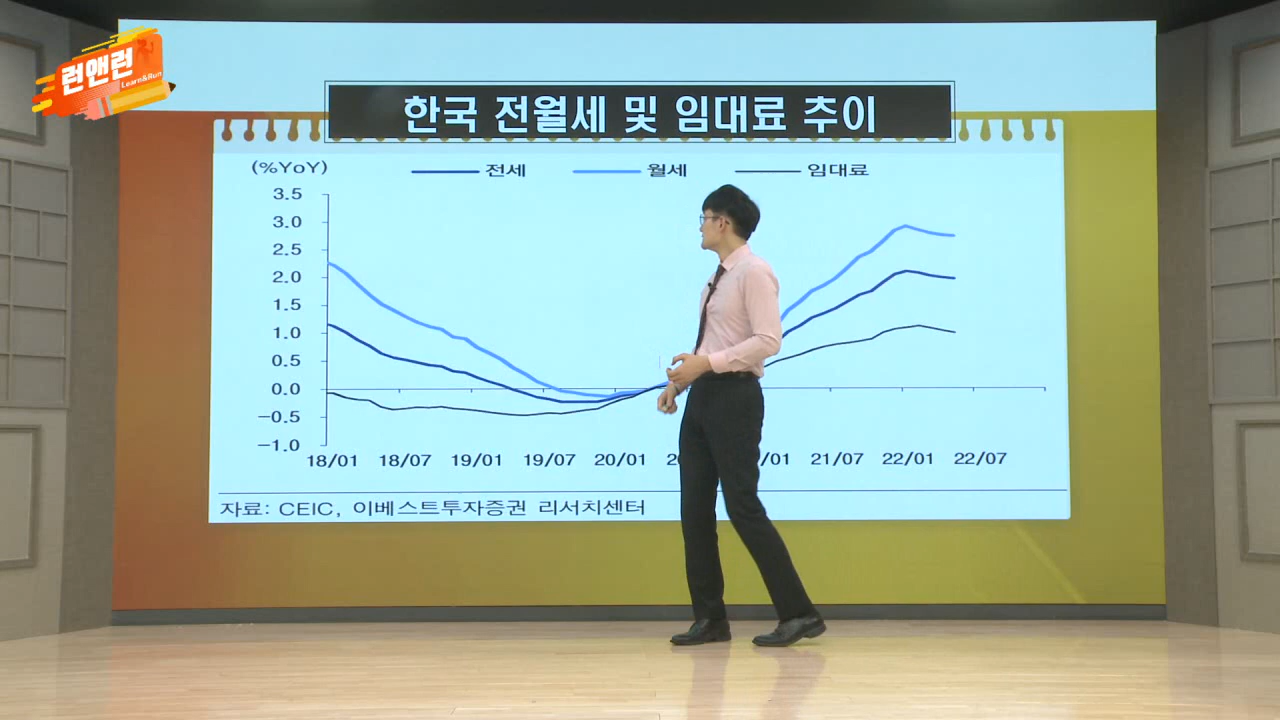 런앤런
Learn&Run
한국 전월세 및 임대료 추이
(%YoY)
전세 월세 임대료
3.5
3.0
2.5
2.0
1.5
1.0
0.5
0.0
-0.5
-1.0
18/01 18/07 19/01 19/07 20/01 21/07 22/01 22/07
자료: CEIC, 이베스트투자증권 리서치센터